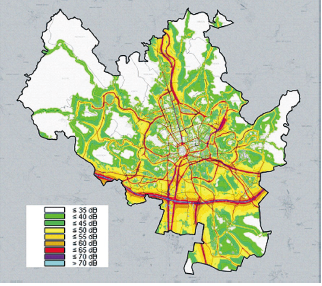 ≤ 35 dB
≤ 40 dB
≤ 45 dB
≤ 50 dB
≤ 55 dB
≤ 60 dB
≤ 65 dB
≤ 70 dB
> 70 dB